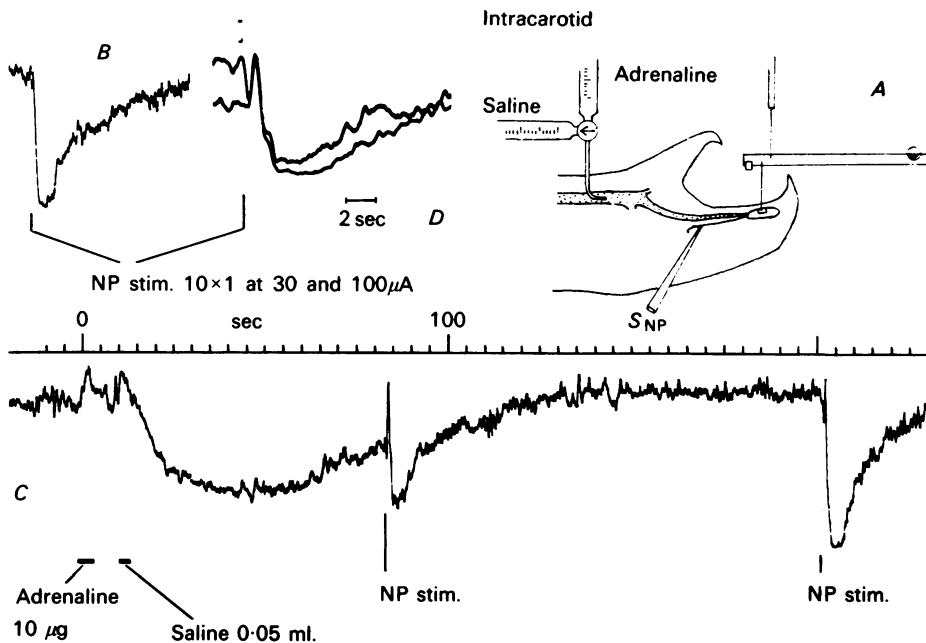 B
Intracarotid
Adrenaline
A
Saline
2 sec
D
NP stim. 10×1 at 30 and 100μA
0 sec 100
S NP
C
Adrenaline
10 μg
Saline 0·05 ml.
NP stim.
NP stim.